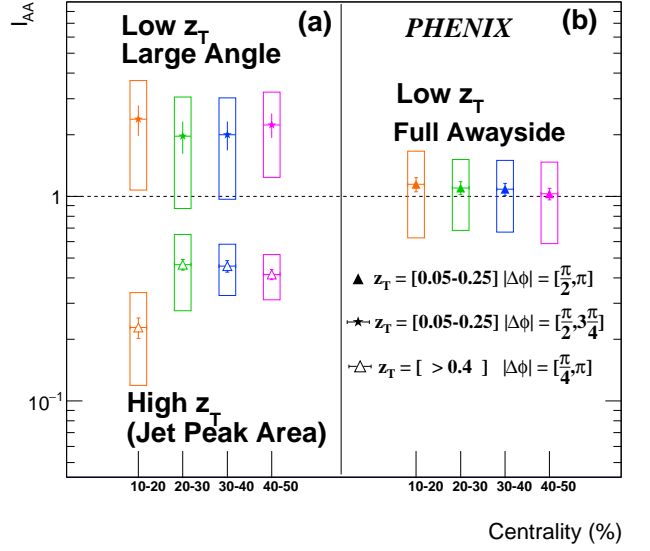 I_AA
Low z_T
Large Angle
(a)
PHENIX
(b)
Low z_T
Full Awayside
1
z_T = [0.05-0.25] |Δϕ| = [π/2,π]
z_T = [0.05-0.25] |Δϕ| = [π/2,3π/4]
z_T = [ > 0.4 ] |Δϕ| = [π/4,π]
10⁻¹
High z_T
(Jet Peak Area)
10-20 20-30 30-40 40-50 10-20 20-30 30-40 40-50
Centrality (%)